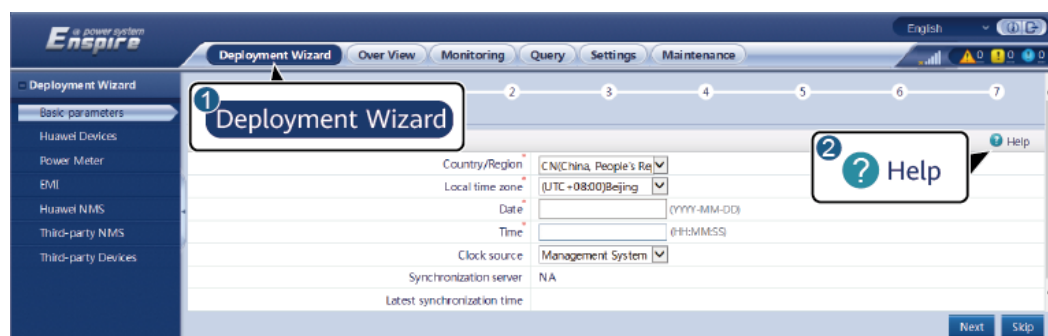 a power system
Enspire
English
Deployment Wizard
Over View
Monitoring
Query
Settings
Maintenance
0
0
0
Deployment Wizard
Basic parameters
Huawei Devices
Power Meter
EMI
Huawei NMS
Third-party NMS
Third-party Devices
1
Deployment Wizard
2
3
4
5
6
7
Help
2
? Help
Country/Region *
CN(China, People's Re
Local time zone *
(UTC+08:00)Beijing
Date *
(YYYY-MM-DD)
Time *
(HH:MM:SS)
Clock source
Management System
Synchronization server
NA
Latest synchronization time
Next
Skip